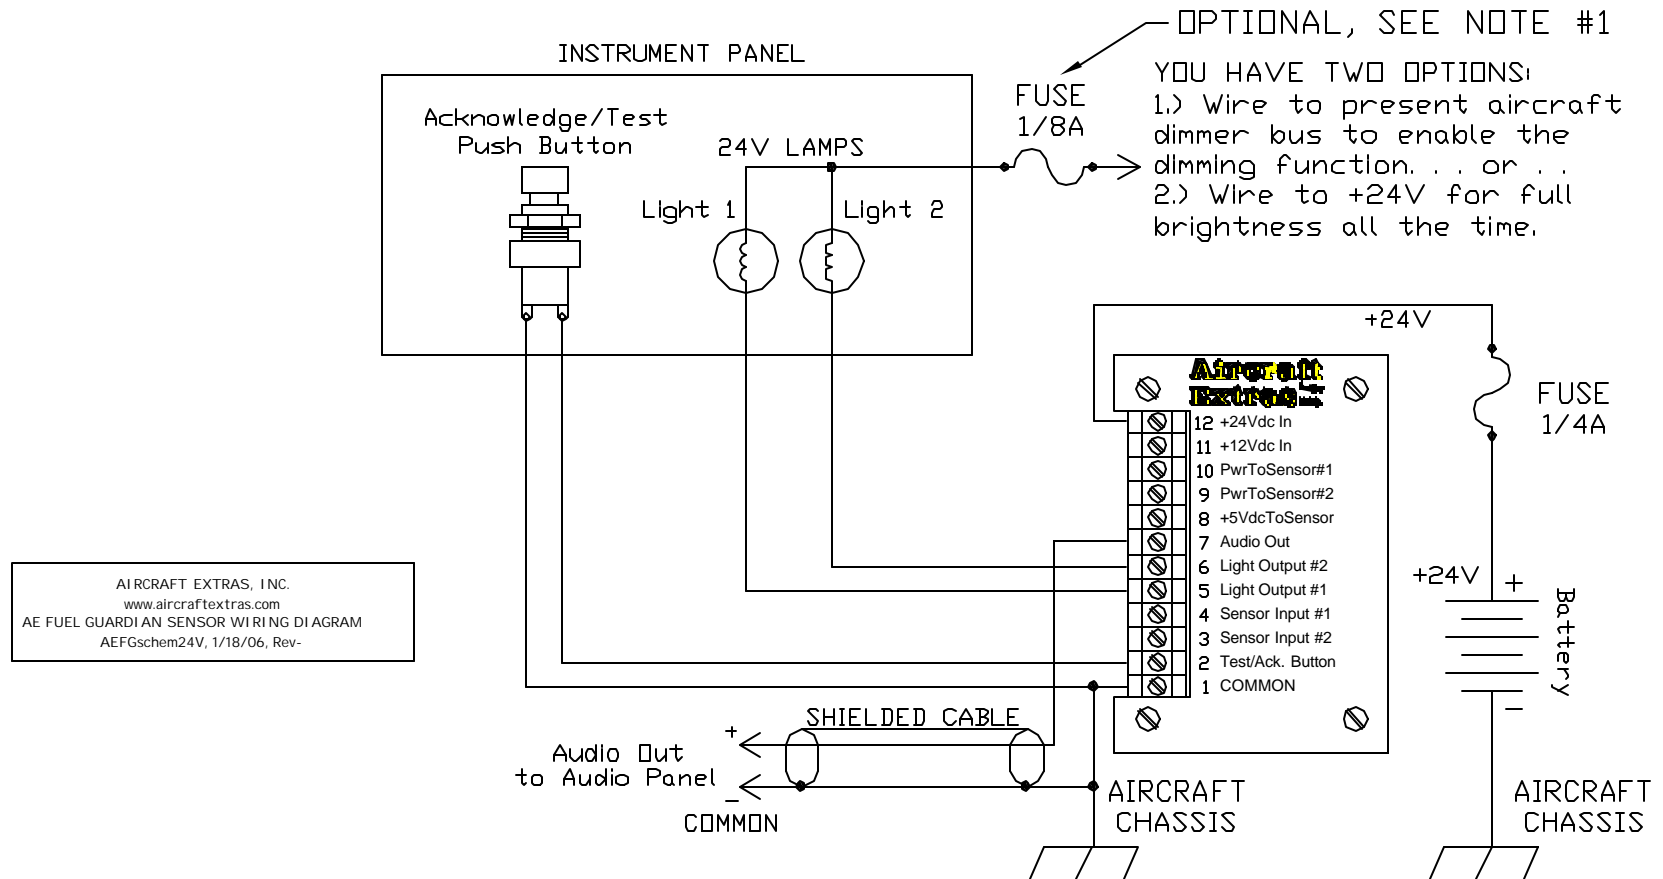 OPTIONAL, SEE NOTE #1
INSTRUMENT PANEL
YOU HAVE TWO OPTIONS:
1.) Wire to present aircraft
dimmer bus to enable the
dimming function. . . or . .
2.) Wire to +24V for full
brightness all the time.
FUSE
1/8A
Acknowledge/Test
Push Button
24V LAMPS
Light 1
Light 2
+24V
Aircraft
Extras
FUSE
1/4A
12 +24Vdc In
11 +12Vdc In
10 PwrToSensor#1
9 PwrToSensor#2
8 +5VdcToSensor
7 Audio Out
6 Light Output #2
5 Light Output #1
4 Sensor Input #1
3 Sensor Input #2
2 Test/Ack. Button
1 COMMON
+24V +
Battery
−
AIRCRAFT EXTRAS, INC.
www.aircraftextras.com
AE FUEL GUARDIAN SENSOR WIRING DIAGRAM
AEFGschem24V, 1/18/06, Rev-
SHIELDED CABLE
+
Audio Out
to Audio Panel
−
COMMON
AIRCRAFT
CHASSIS
AIRCRAFT
CHASSIS